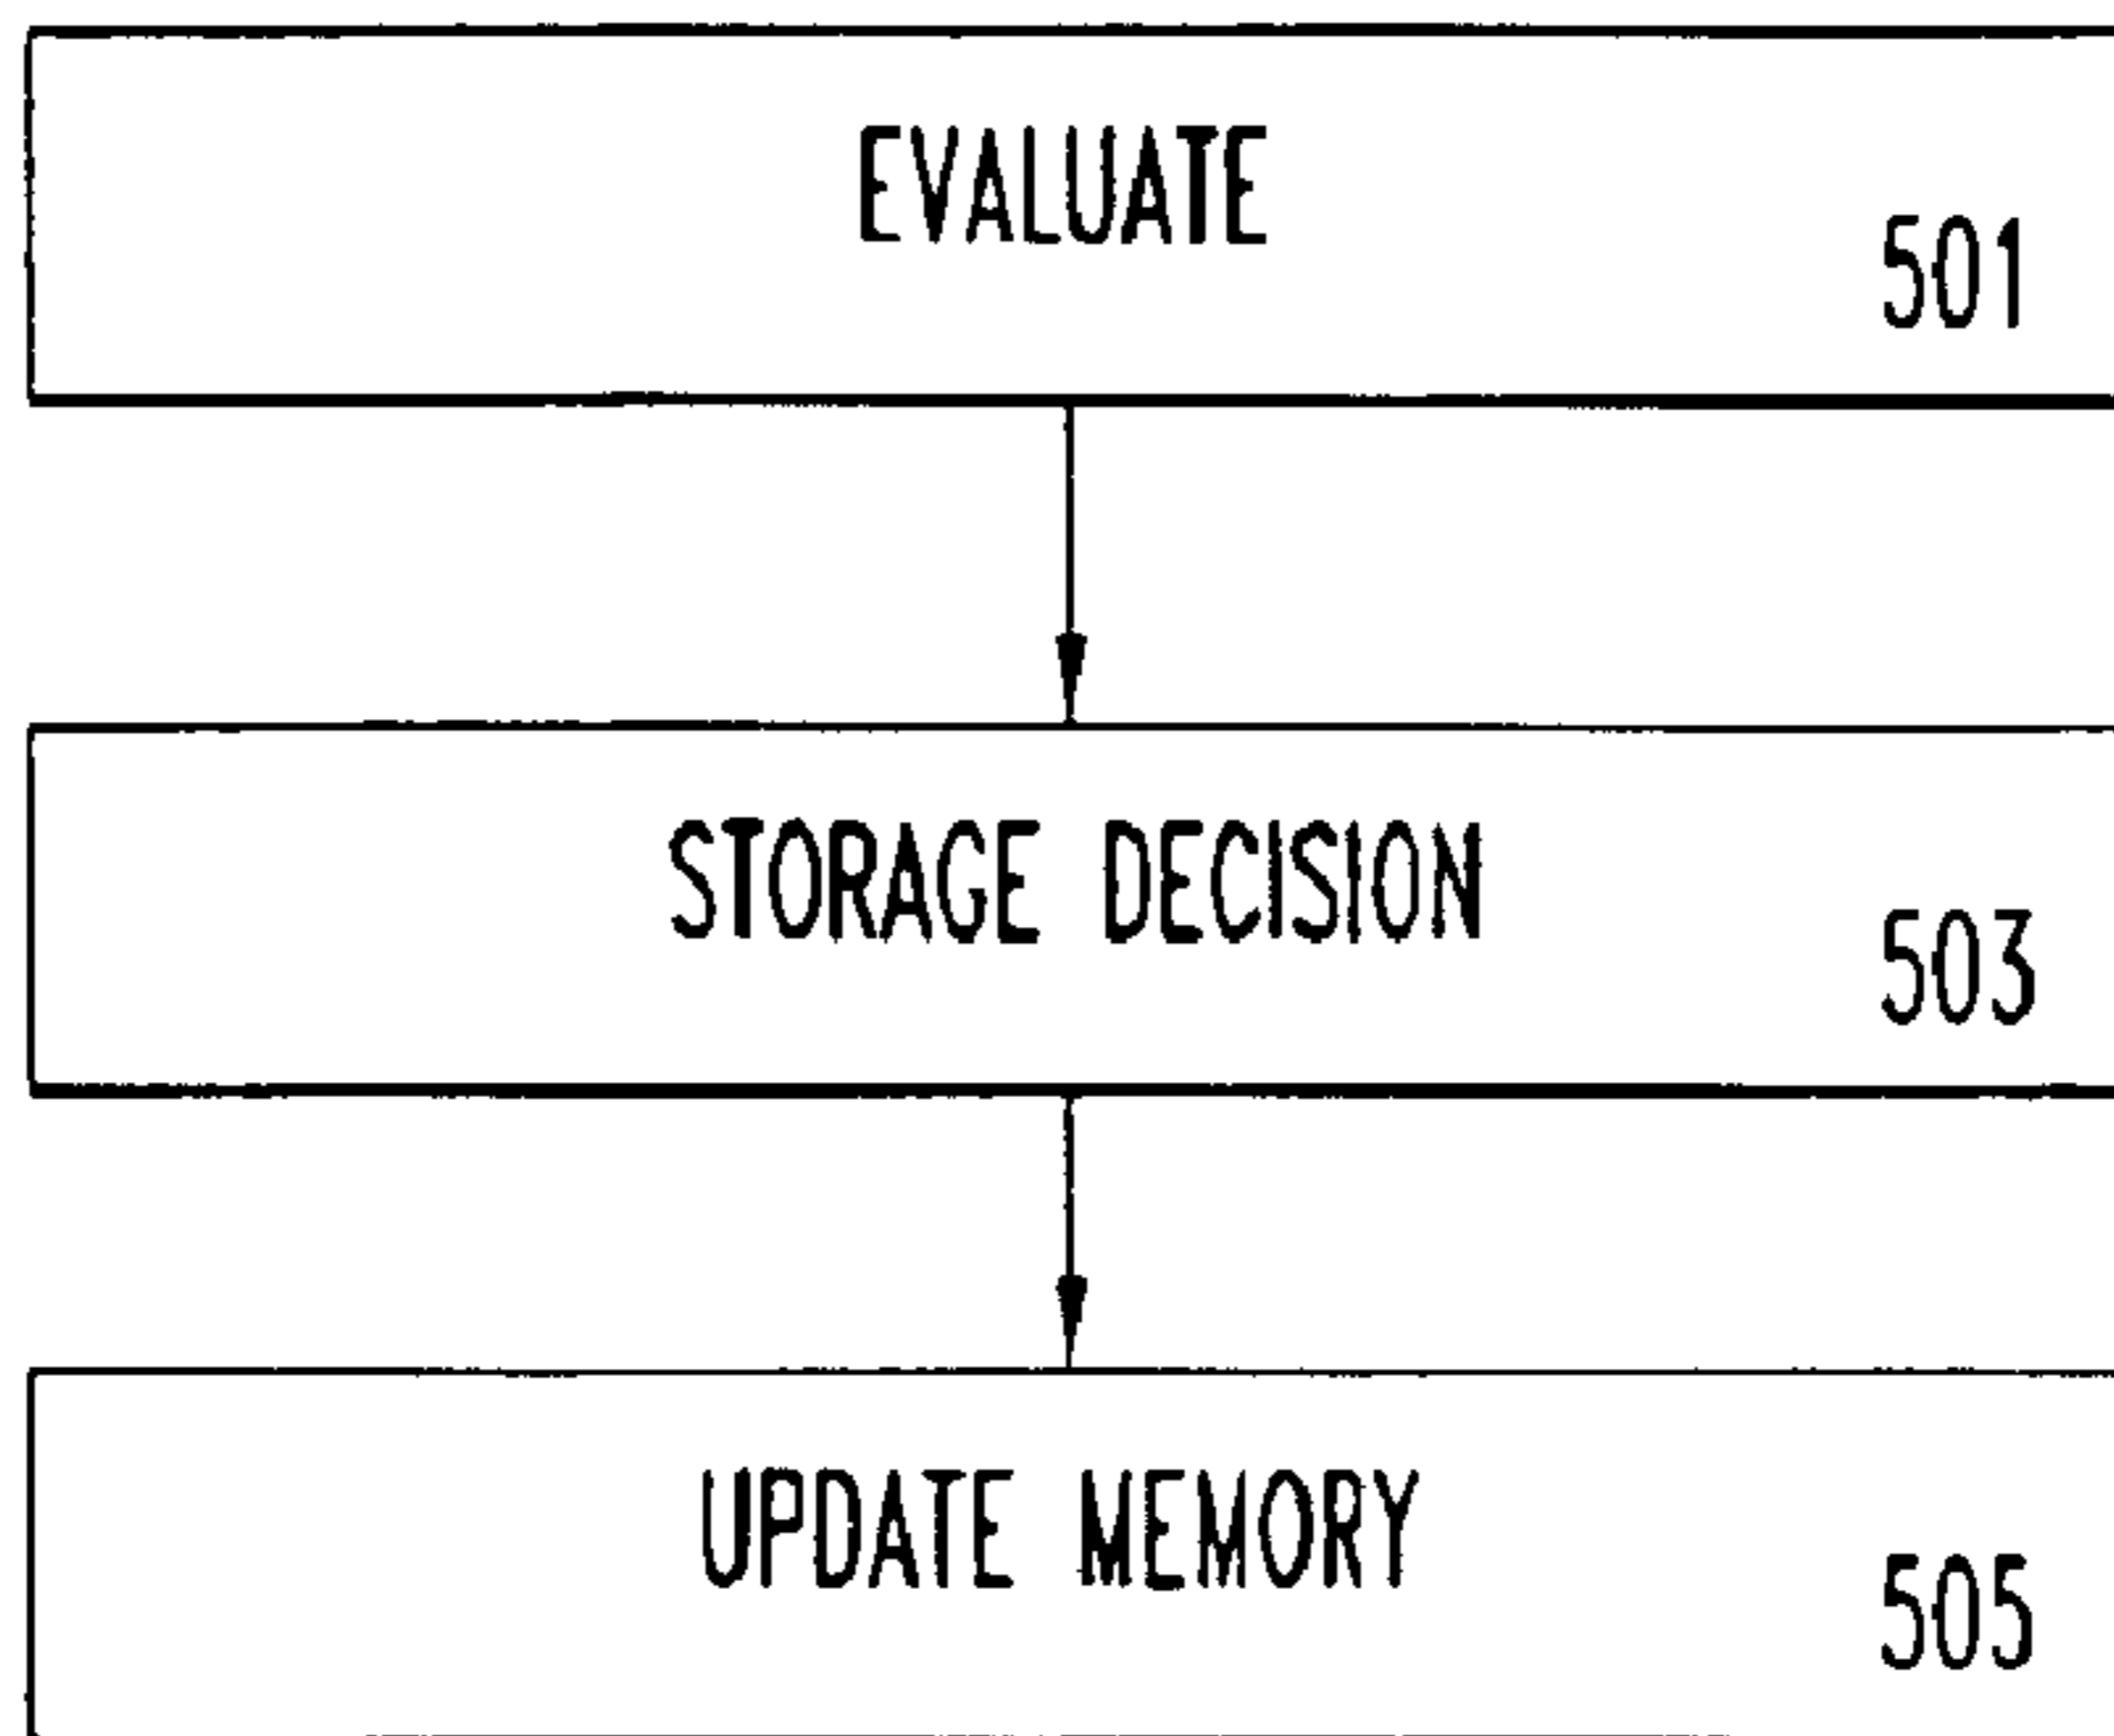 EVALUATE
501
STORAGE DECISION
503
UPDATE MEMORY
505